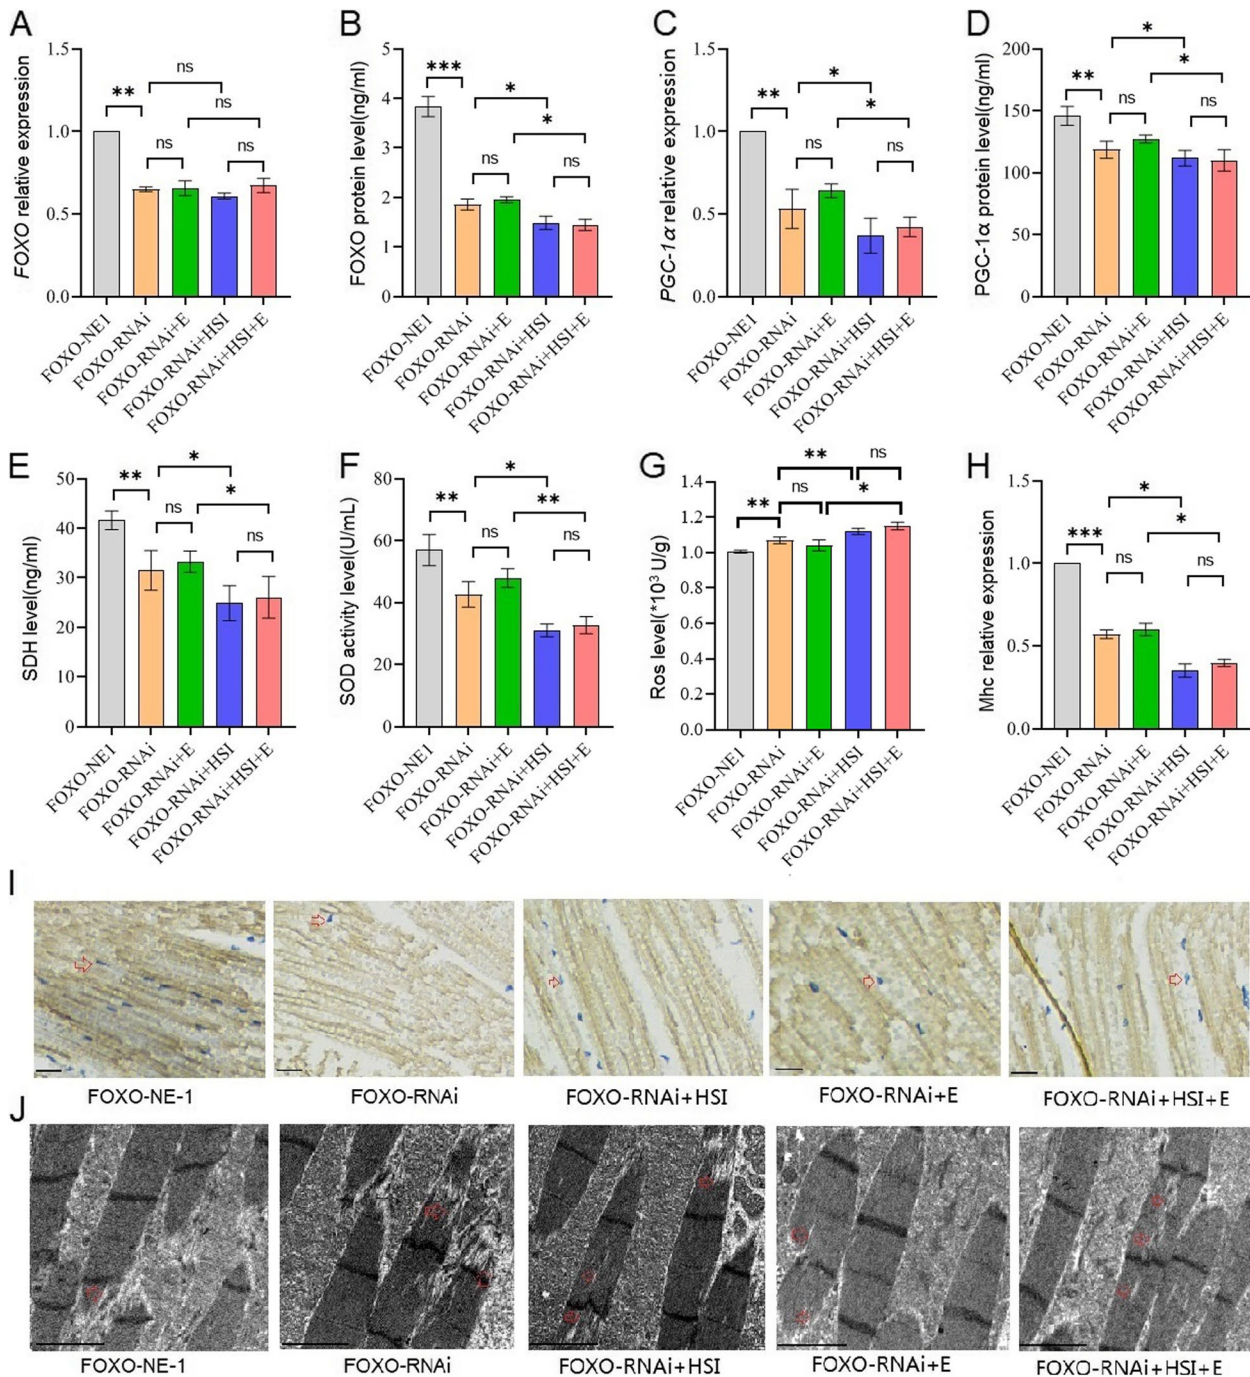 A
FOXO relative expression
1.5
1.0
0.5
0.0
**
ns
ns
ns
ns
FOXO-NE1
FOXO-RNAi
FOXO-RNAi+E
FOXO-RNAi+HSI
FOXO-RNAi+HSI+E
B
FOXO protein level(ng/ml)
5
4
3
2
1
0
***
*
*
ns
ns
FOXO-NE1
FOXO-RNAi
FOXO-RNAi+E
FOXO-RNAi+HSI
FOXO-RNAi+HSI+E
C
PGC-1α relative expression
1.5
1.0
0.5
0.0
**
*
*
ns
ns
FOXO-NE1
FOXO-RNAi
FOXO-RNAi+E
FOXO-RNAi+HSI
FOXO-RNAi+HSI+E
D
PGC-1α protein level(ng/ml)
200
150
100
50
0
*
**
*
ns
ns
FOXO-NE1
FOXO-RNAi
FOXO-RNAi+E
FOXO-RNAi+HSI
FOXO-RNAi+HSI+E
E
SDH level(ng/ml)
50
40
30
20
10
0
**
*
*
ns
ns
FOXO-NE1
FOXO-RNAi
FOXO-RNAi+E
FOXO-RNAi+HSI
FOXO-RNAi+HSI+E
F
SOD activity level(U/mL)
80
60
40
20
0
**
*
**
ns
ns
FOXO-NE1
FOXO-RNAi
FOXO-RNAi+E
FOXO-RNAi+HSI
FOXO-RNAi+HSI+E
G
Ros level(*10³ U/g)
1.4
1.2
1.0
0.8
0.6
0.4
0.2
0.0
**
ns
**
ns
*
FOXO-NE1
FOXO-RNAi
FOXO-RNAi+E
FOXO-RNAi+HSI
FOXO-RNAi+HSI+E
H
Mhc relative expression
1.5
1.0
0.5
0.0
***
*
*
ns
ns
FOXO-NE1
FOXO-RNAi
FOXO-RNAi+E
FOXO-RNAi+HSI
FOXO-RNAi+HSI+E
I
FOXO-NE-1
FOXO-RNAi
FOXO-RNAi+HSI
FOXO-RNAi+E
FOXO-RNAi+HSI+E
J
FOXO-NE-1
FOXO-RNAi
FOXO-RNAi+HSI
FOXO-RNAi+E
FOXO-RNAi+HSI+E